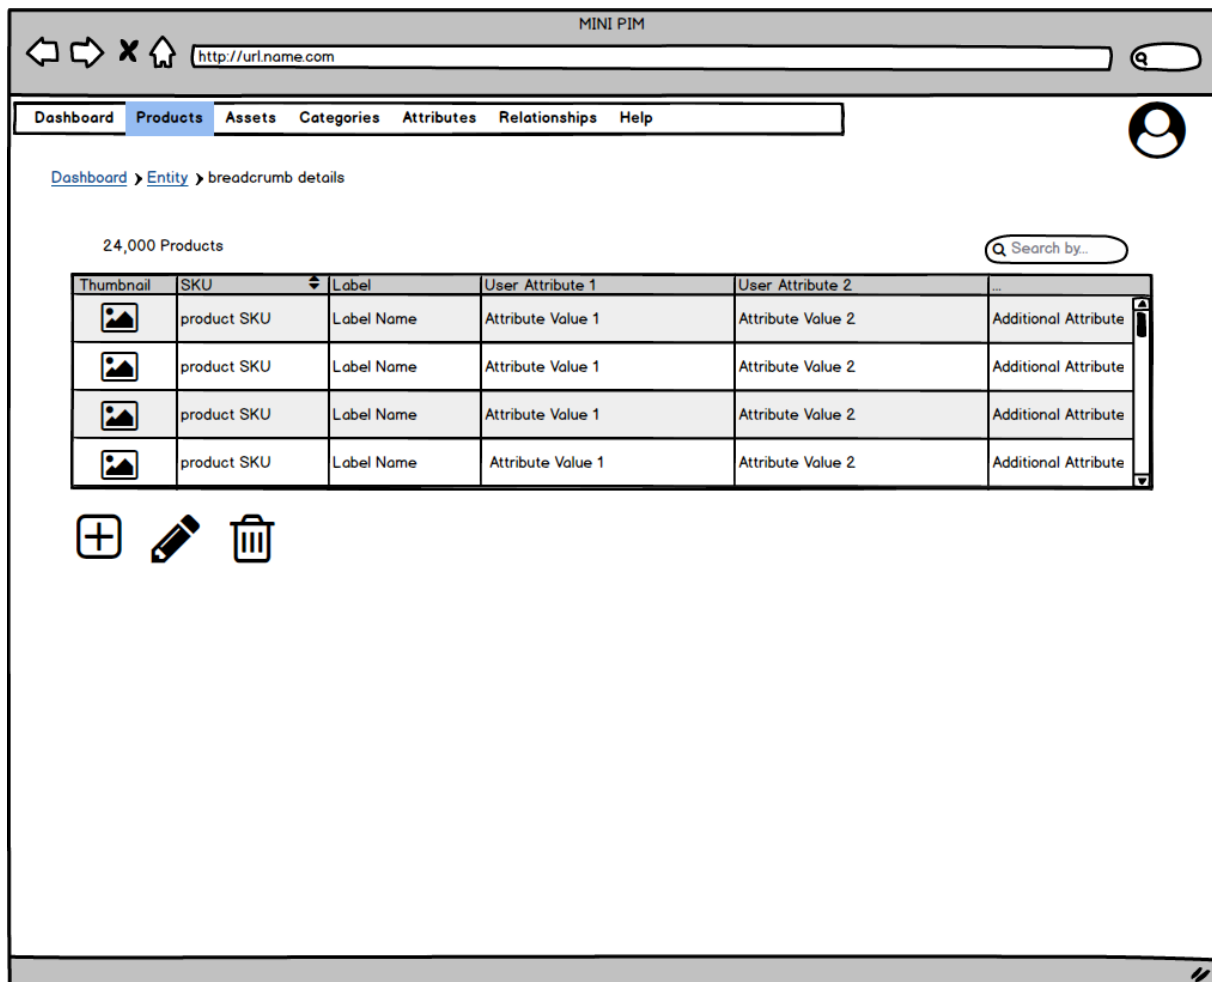 MINI PIM
http://url.name.com
Dashboard Products Assets Categories Attributes Relationships Help
Dashboard Entity breadcrumb details
24,000 Products
Search by...
Thumbnail SKU Label User Attribute 1 User Attribute 2 ...
product SKU Label Name Attribute Value 1 Attribute Value 2 Additional Attribute
product SKU Label Name Attribute Value 1 Attribute Value 2 Additional Attribute
product SKU Label Name Attribute Value 1 Attribute Value 2 Additional Attribute
product SKU Label Name Attribute Value 1 Attribute Value 2 Additional Attribute